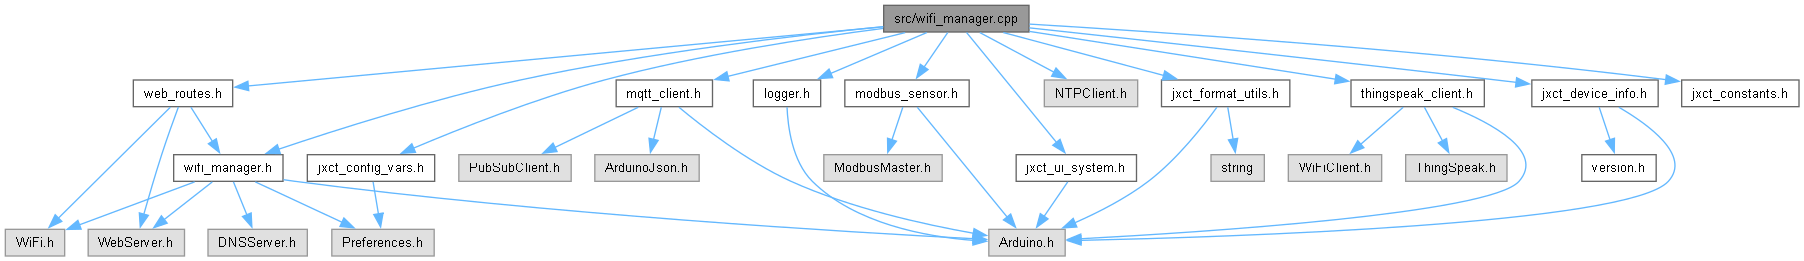 src/wifi_manager.cpp
web_routes.h
mqtt_client.h
logger.h
modbus_sensor.h
NTPClient.h
jxct_format_utils.h
thingspeak_client.h
jxct_device_info.h
jxct_constants.h
wifi_manager.h
jxct_config_vars.h
PubSubClient.h
ArduinoJson.h
ModbusMaster.h
jxct_ui_system.h
string
WiFiClient.h
ThingSpeak.h
version.h
WiFi.h
WebServer.h
DNSServer.h
Preferences.h
Arduino.h